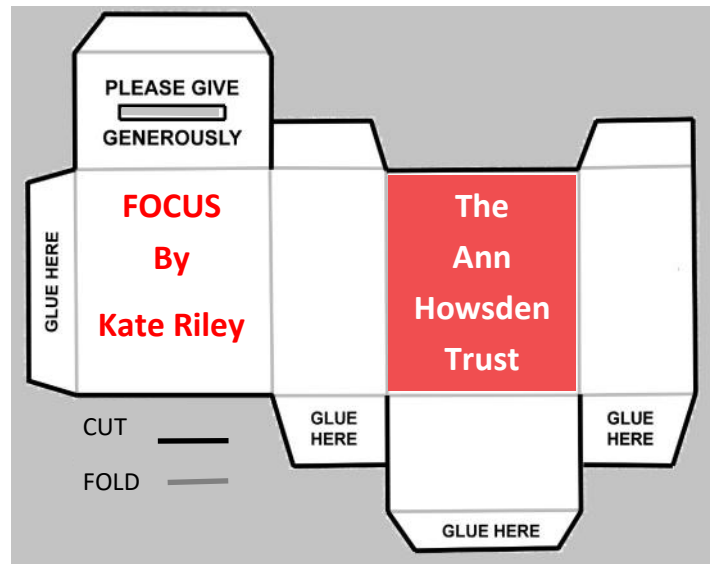 PLEASE GIVE
GENEROUSLY
GLUE HERE
FOCUS
By
Kate Riley
The
Ann
Howsden
Trust
CUT
FOLD
GLUE
HERE
GLUE
HERE
GLUE HERE